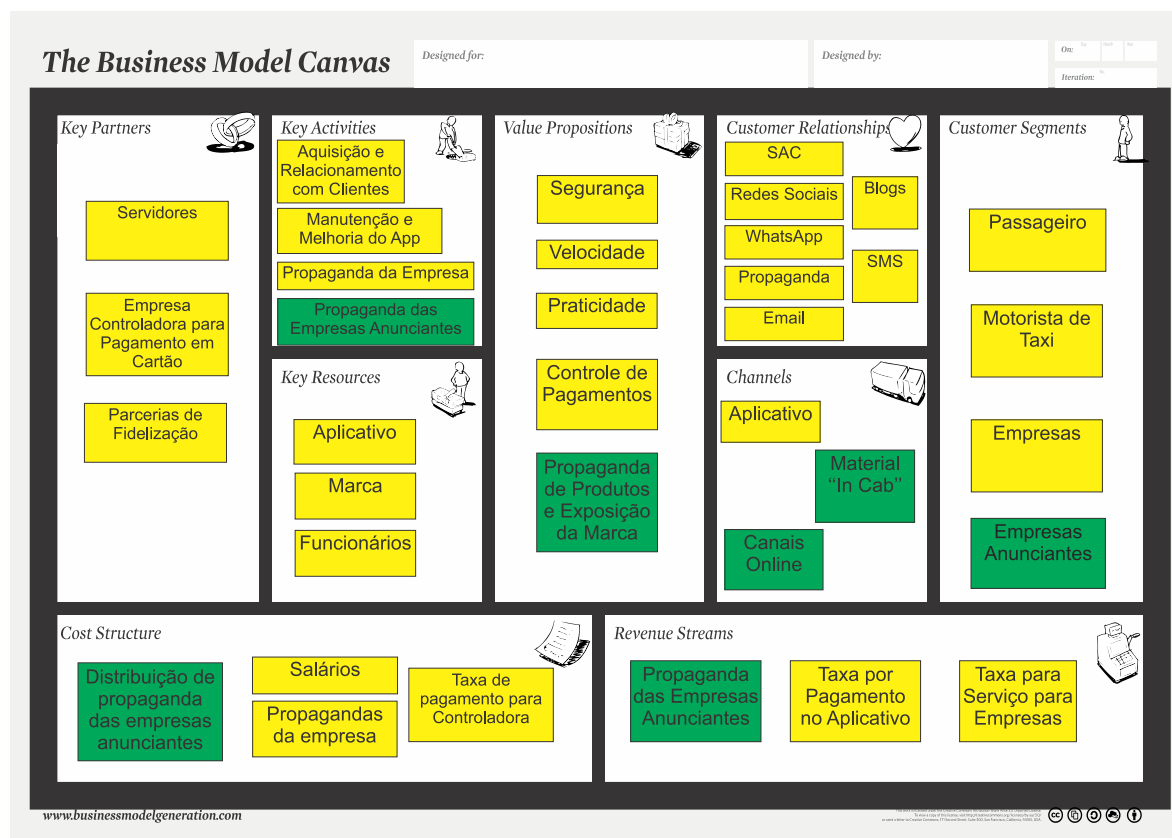 The Business Model Canvas
Designed for:
Designed by:
On:
Iteration:
Key Partners
Servidores
Empresa
Controladora para
Pagamento em
Cartão
Parcerias de
Fidelização
Key Activities
Aquisição e
Relacionamento
com Clientes
Manutenção e
Melhoria do App
Propaganda da Empresa
Propaganda das
Empresas Anunciantes
Key Resources
Aplicativo
Marca
Funcionários
Value Propositions
Segurança
Velocidade
Praticidade
Controle de
Pagamentos
Propaganda
de Produtos
e Exposição
da Marca
Customer Relationships
SAC
Redes Sociais
WhatsApp
Propaganda
Email
Blogs
SMS
Channels
Aplicativo
Material
“In Cab”
Canais
Online
Customer Segments
Passageiro
Motorista de
Taxi
Empresas
Empresas
Anunciantes
Cost Structure
Distribuição de
propaganda
das empresas
anunciantes
Salários
Propagandas
da empresa
Taxa de
pagamento para
Controladora
Revenue Streams
Propaganda
das Empresas
Anunciantes
Taxa por
Pagamento
no Aplicativo
Taxa para
Serviço para
Empresas
www.businessmodelgeneration.com